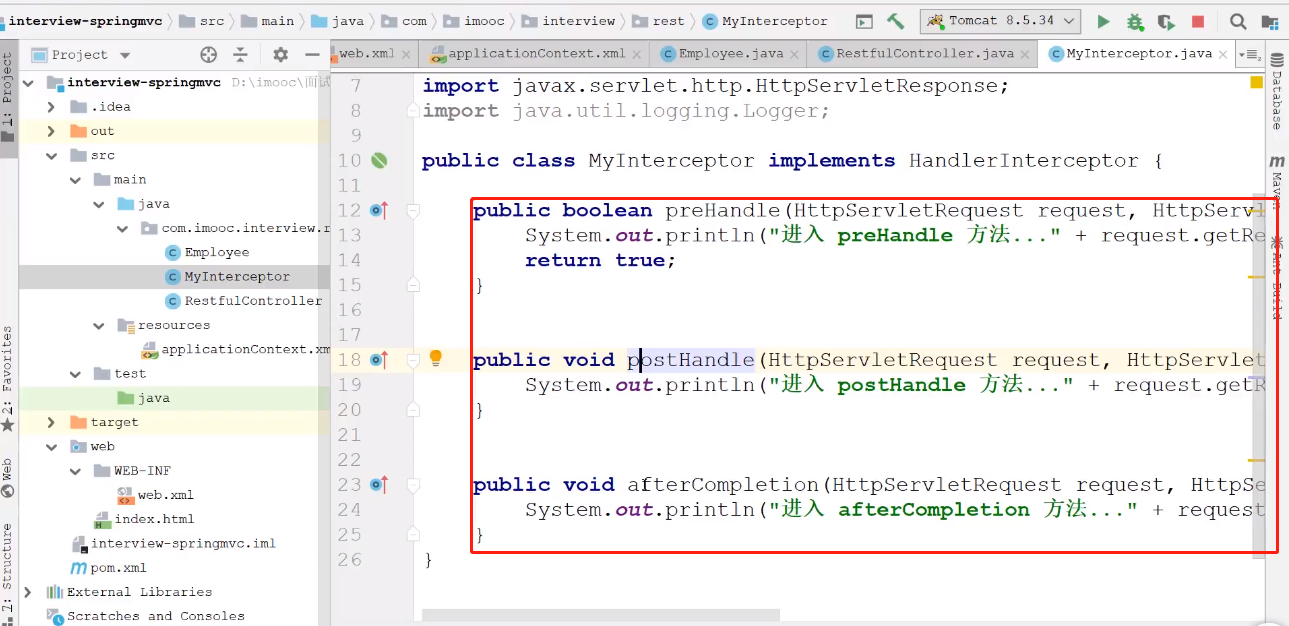 interview-springmvc src main java com imooc interview rest MyInterceptor Tomcat 8.5.34
Project
web.xml applicationContext.xml Employee.java RestfulController.java MyInterceptor.java
1: Project
2: Favorites
Web
7: Structure
interview-springmvc D:\imooc\面试
.idea
out
src
main
java
com.imooc.interview.r
Employee
MyInterceptor
RestfulController
resources
applicationContext.xm
test
java
target
web
WEB-INF
web.xml
index.html
interview-springmvc.iml
pom.xml
External Libraries
Scratches and Consoles
7 import javax.servlet.http.HttpServletResponse;
8 import java.util.logging.Logger;
9
10 public class MyInterceptor implements HandlerInterceptor {
11
12 public boolean preHandle(HttpServletRequest request, HttpServl
13 System.out.println("进入 preHandle 方法..." + request.getRe
14 return true;
15 }
16
17
18 public void postHandle(HttpServletRequest request, HttpServlet
19 System.out.println("进入 postHandle 方法..." + request.getR
20 }
21
22
23 public void afterCompletion(HttpServletRequest request, HttpSe
24 System.out.println("进入 afterCompletion 方法..." + request
25 }
26 }
Database
Maven
Ant Build